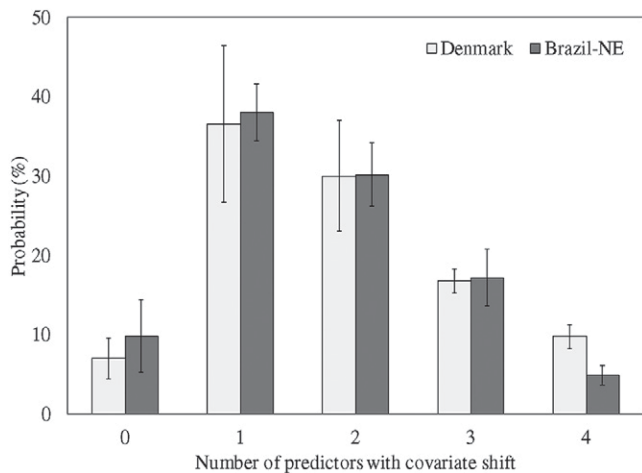 50
40
30
20
10
0
Probability (%)
Denmark
Brazil-NE
0 1 2 3 4
Number of predictors with covariate shift